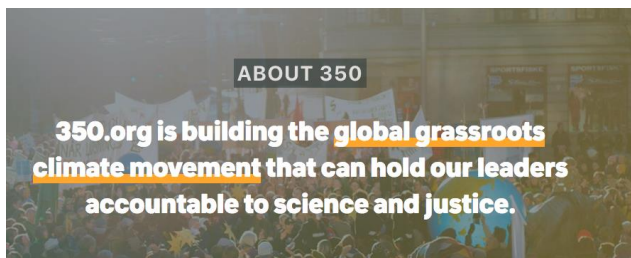 ABOUT 350
350.org is building the global grassroots
climate movement that can hold our leaders
accountable to science and justice.